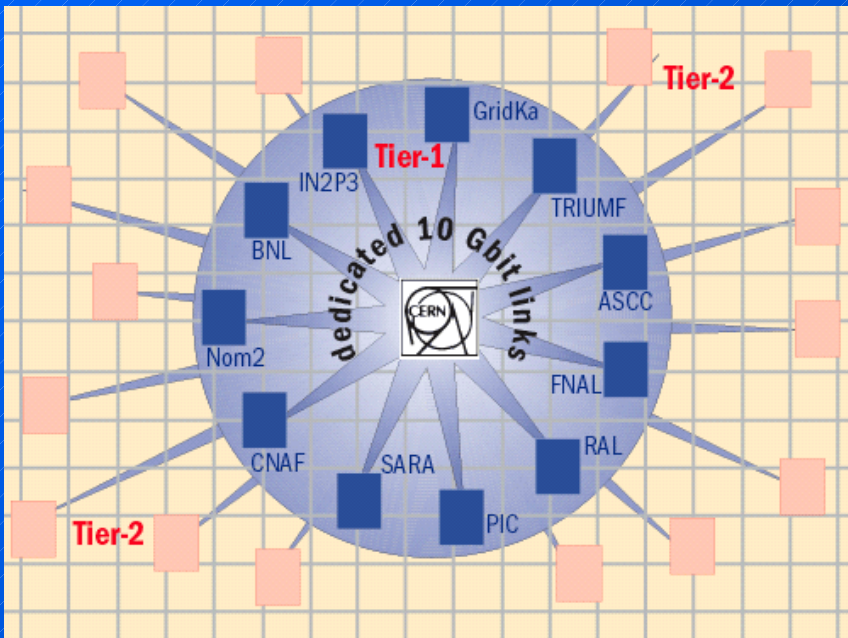 Tier-2
GridKa
Tier-1
IN2P3
TRIUMF
dedicated 10 Gbit links
BNL
ASCC
CERN
Nom2
FNAL
CNAF
SARA
RAL
PIC
Tier-2